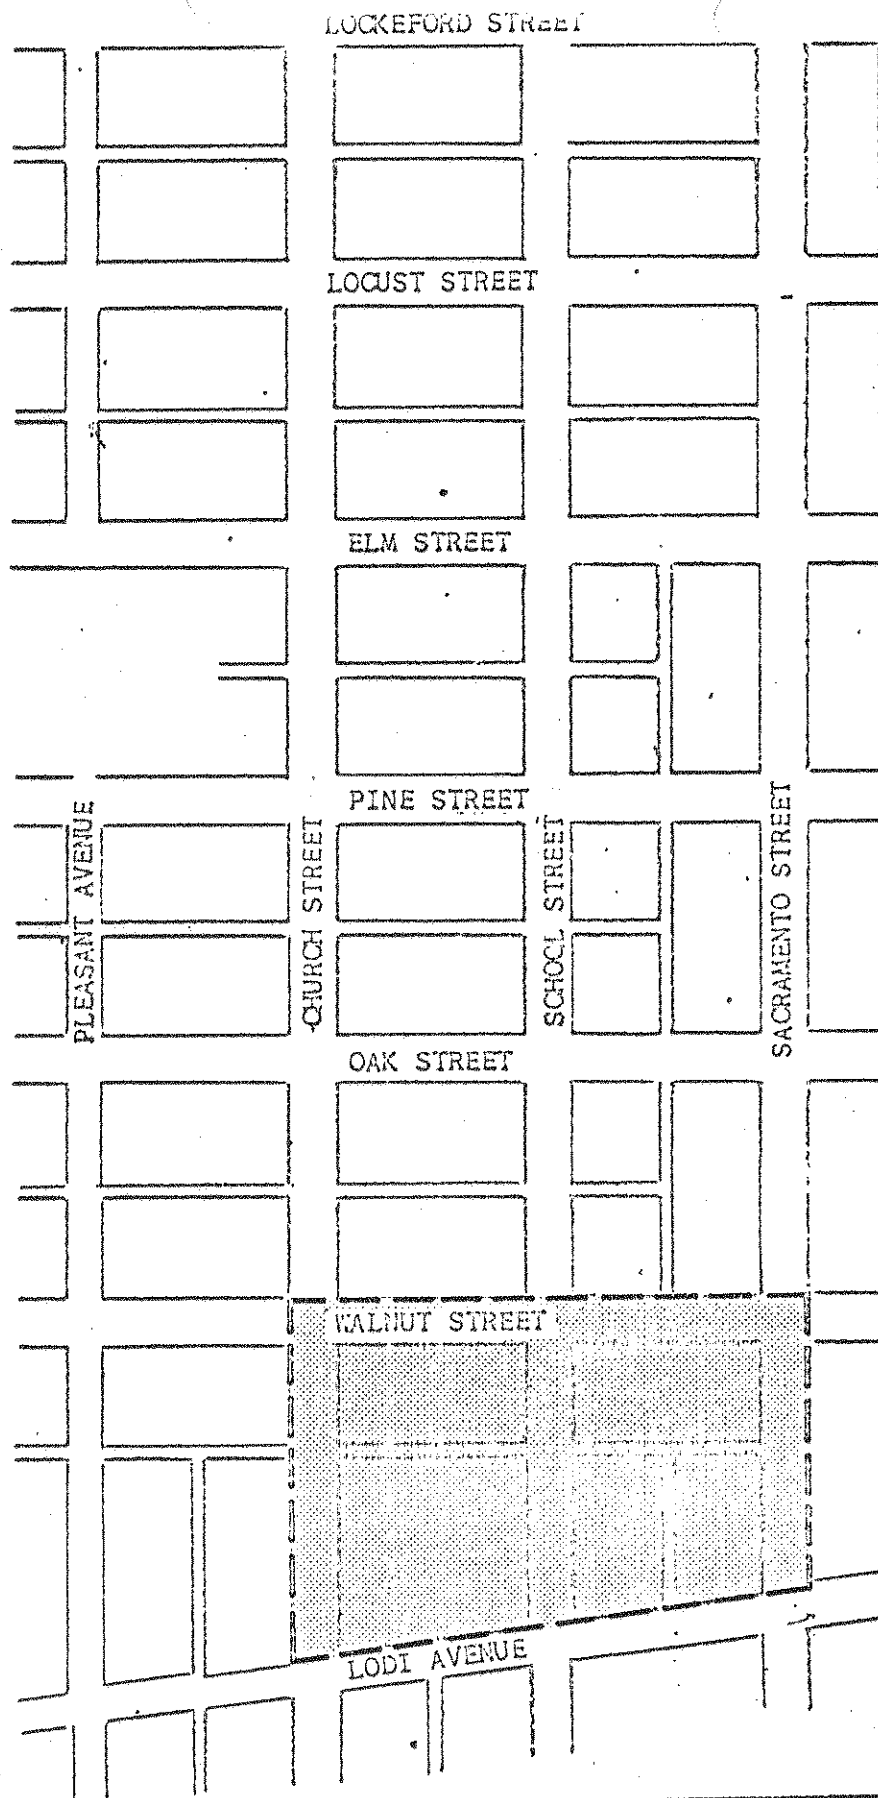 LOCKEFORD STREET
LOCUST STREET
ELM STREET
PINE STREET
PLEASANT AVENUE
CHURCH STREET
SCHOOL STREET
SACRAMENTO STREET
OAK STREET
WALNUT STREET
LODI AVENUE